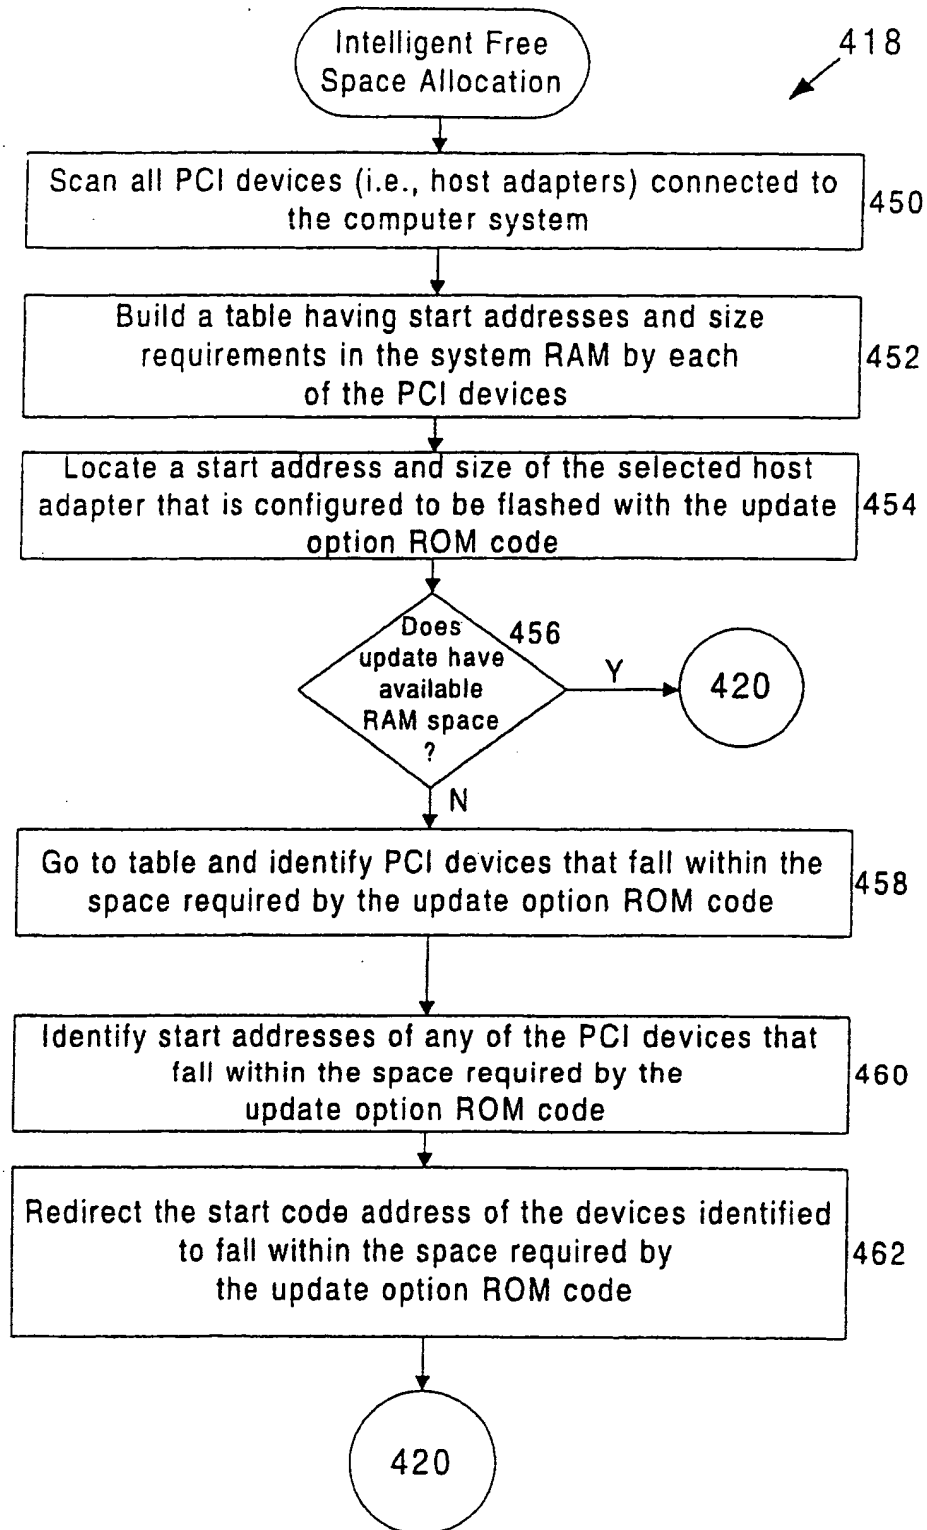 Intelligent Free
Space Allocation
418
Scan all PCI devices (i.e., host adapters) connected to
the computer system
450
Build a table having start addresses and size
requirements in the system RAM by each
of the PCI devices
452
Locate a start address and size of the selected host
adapter that is configured to be flashed with the update
option ROM code
454
Does
update have
available
RAM space
?
456
Y
420
N
Go to table and identify PCI devices that fall within the
space required by the update option ROM code
458
Identify start addresses of any of the PCI devices that
fall within the space required by the
update option ROM code
460
Redirect the start code address of the devices identified
to fall within the space required by
the update option ROM code
462
420